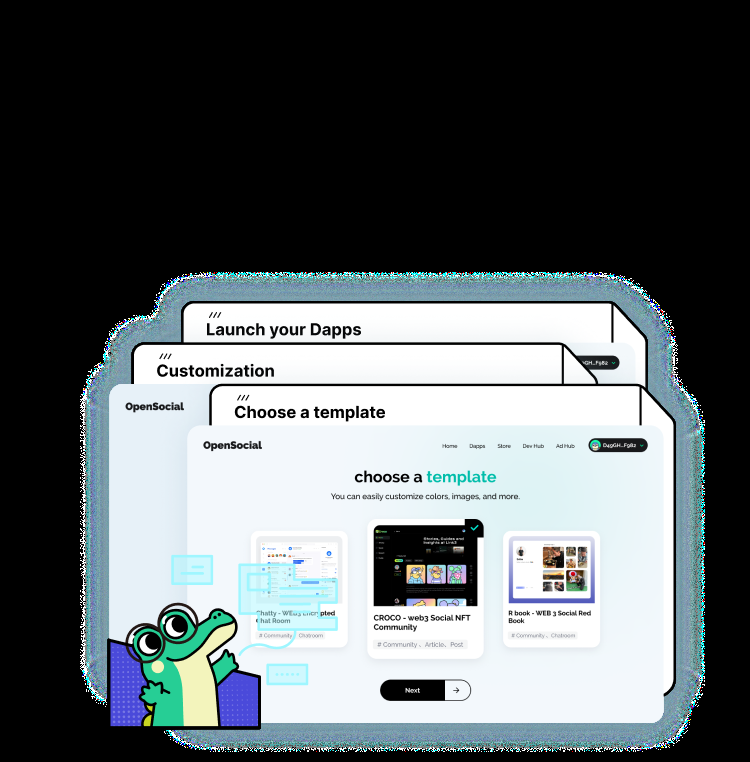 Launch your Dapps
Customization
Choose a template
OpenSocial
OpenSocial
Home Dapps Store Dev Hub Ad Hub D49GH...F982
choose a template
You can easily customize colors, images, and more.
Stories, Guides and
Insights at Link3
Chatty - WEB3 Encrypted
Chat Room
# Community 、 Chatroom
CROCO - web3 Social NFT
Community
# Community 、 Article、 Post
R book - WEB 3 Social Red
Book
# Community 、 Chatroom
Next